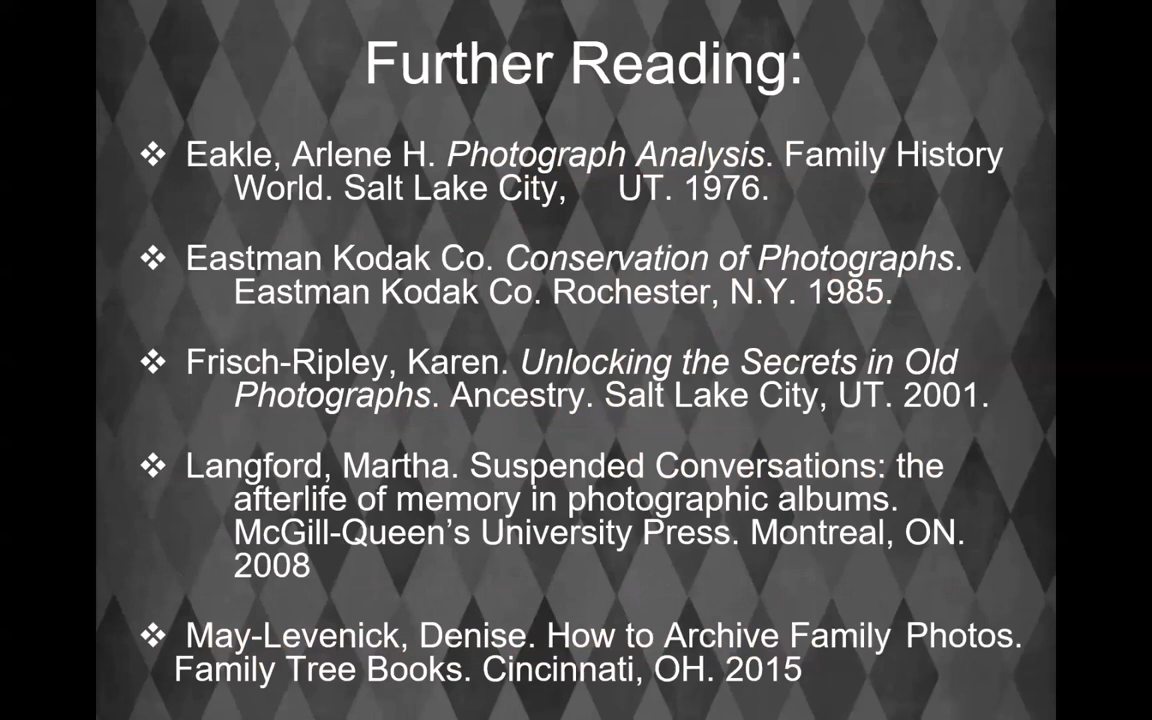 Further Reading:
❖ Eakle, Arlene H. Photograph Analysis. Family History
World. Salt Lake City, UT. 1976.
❖ Eastman Kodak Co. Conservation of Photographs.
Eastman Kodak Co. Rochester, N.Y. 1985.
❖ Frisch-Ripley, Karen. Unlocking the Secrets in Old
Photographs. Ancestry. Salt Lake City, UT. 2001.
❖ Langford, Martha. Suspended Conversations: the
afterlife of memory in photographic albums.
McGill-Queen’s University Press. Montreal, ON.
2008
❖ May-Levenick, Denise. How to Archive Family Photos.
Family Tree Books. Cincinnati, OH. 2015